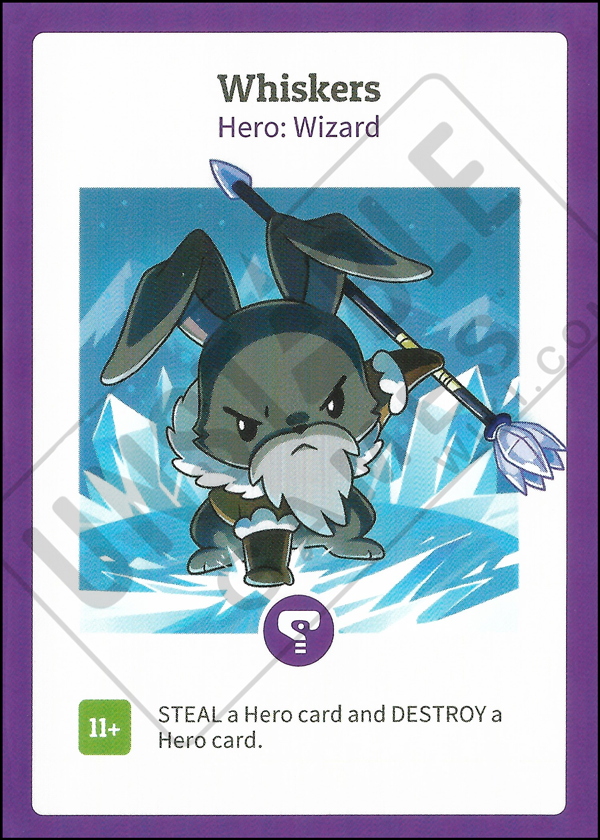 Whiskers
Hero: Wizard
11+
STEAL a Hero card and DESTROY a
Hero card.